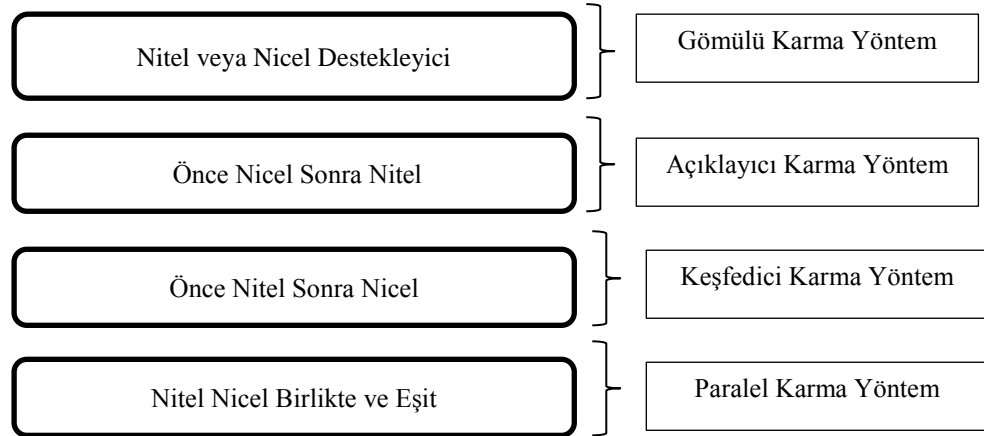 Nitel veya Nicel Destekleyici
Gömülü Karma Yöntem
Önce Nicel Sonra Nitel
Açıklayıcı Karma Yöntem
Önce Nitel Sonra Nicel
Keşfedici Karma Yöntem
Nitel Nicel Birlikte ve Eşit
Paralel Karma Yöntem